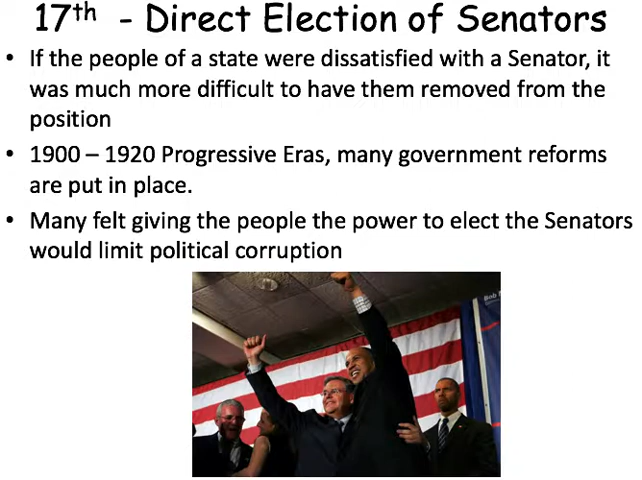 17th - Direct Election of Senators
• If the people of a state were dissatisfied with a Senator, it
was much more difficult to have them removed from the
position
• 1900 – 1920 Progressive Eras, many government reforms
are put in place.
• Many felt giving the people the power to elect the Senators
would limit political corruption
Bob